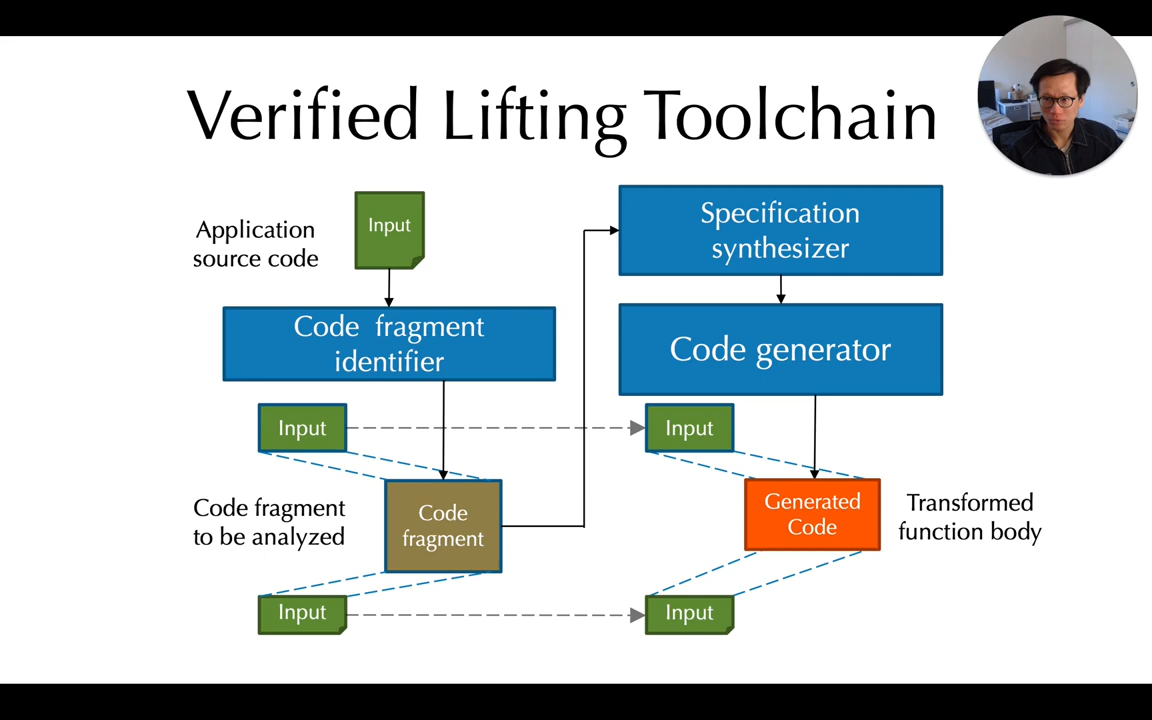 Verified Lifting Toolchain
Application
source code
Input
Code fragment
identifier
Input
Code fragment
to be analyzed
Code
fragment
Input
Specification
synthesizer
Code generator
Input
Generated
Code
Transformed
function body
Input